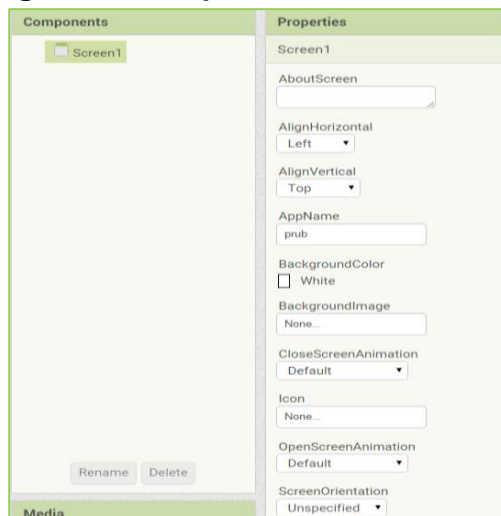 Components
Screen1
Rename Delete
Media
Properties
Screen1
AboutScreen
AlignHorizontal
Left
AlignVertical
Top
AppName
prub
BackgroundColor
White
BackgroundImage
None...
CloseScreenAnimation
Default
Icon
None...
OpenScreenAnimation
Default
ScreenOrientation
Unspecified